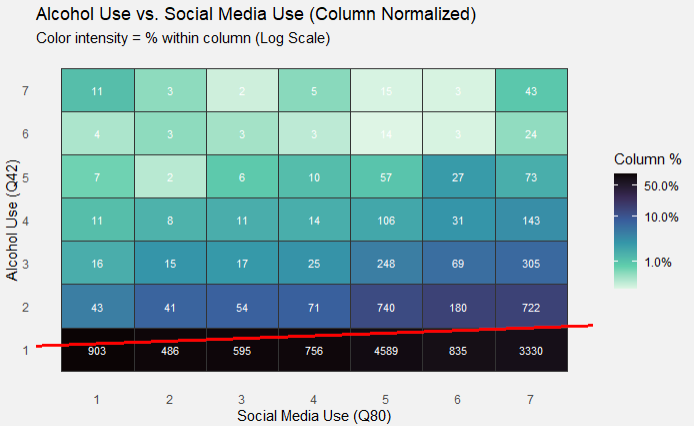 Alcohol Use vs. Social Media Use (Column Normalized)
Color intensity = % within column (Log Scale)
7 11 3 2 5 15 3 43
6 4 3 3 3 14 3 24
5 7 2 6 10 57 27 73
4 11 8 11 14 106 31 143
3 16 15 17 25 248 69 305
2 43 41 54 71 740 180 722
1 903 486 595 756 4589 835 3330
1 2 3 4 5 6 7
Social Media Use (Q80)
Alcohol Use (Q42)
Column %
50.0%
10.0%
1.0%